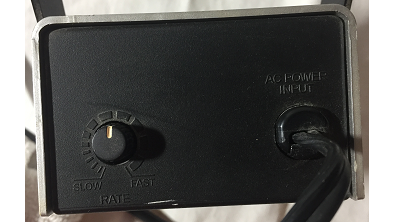 AC POWER
INPUT
SLOW FAST
RATE